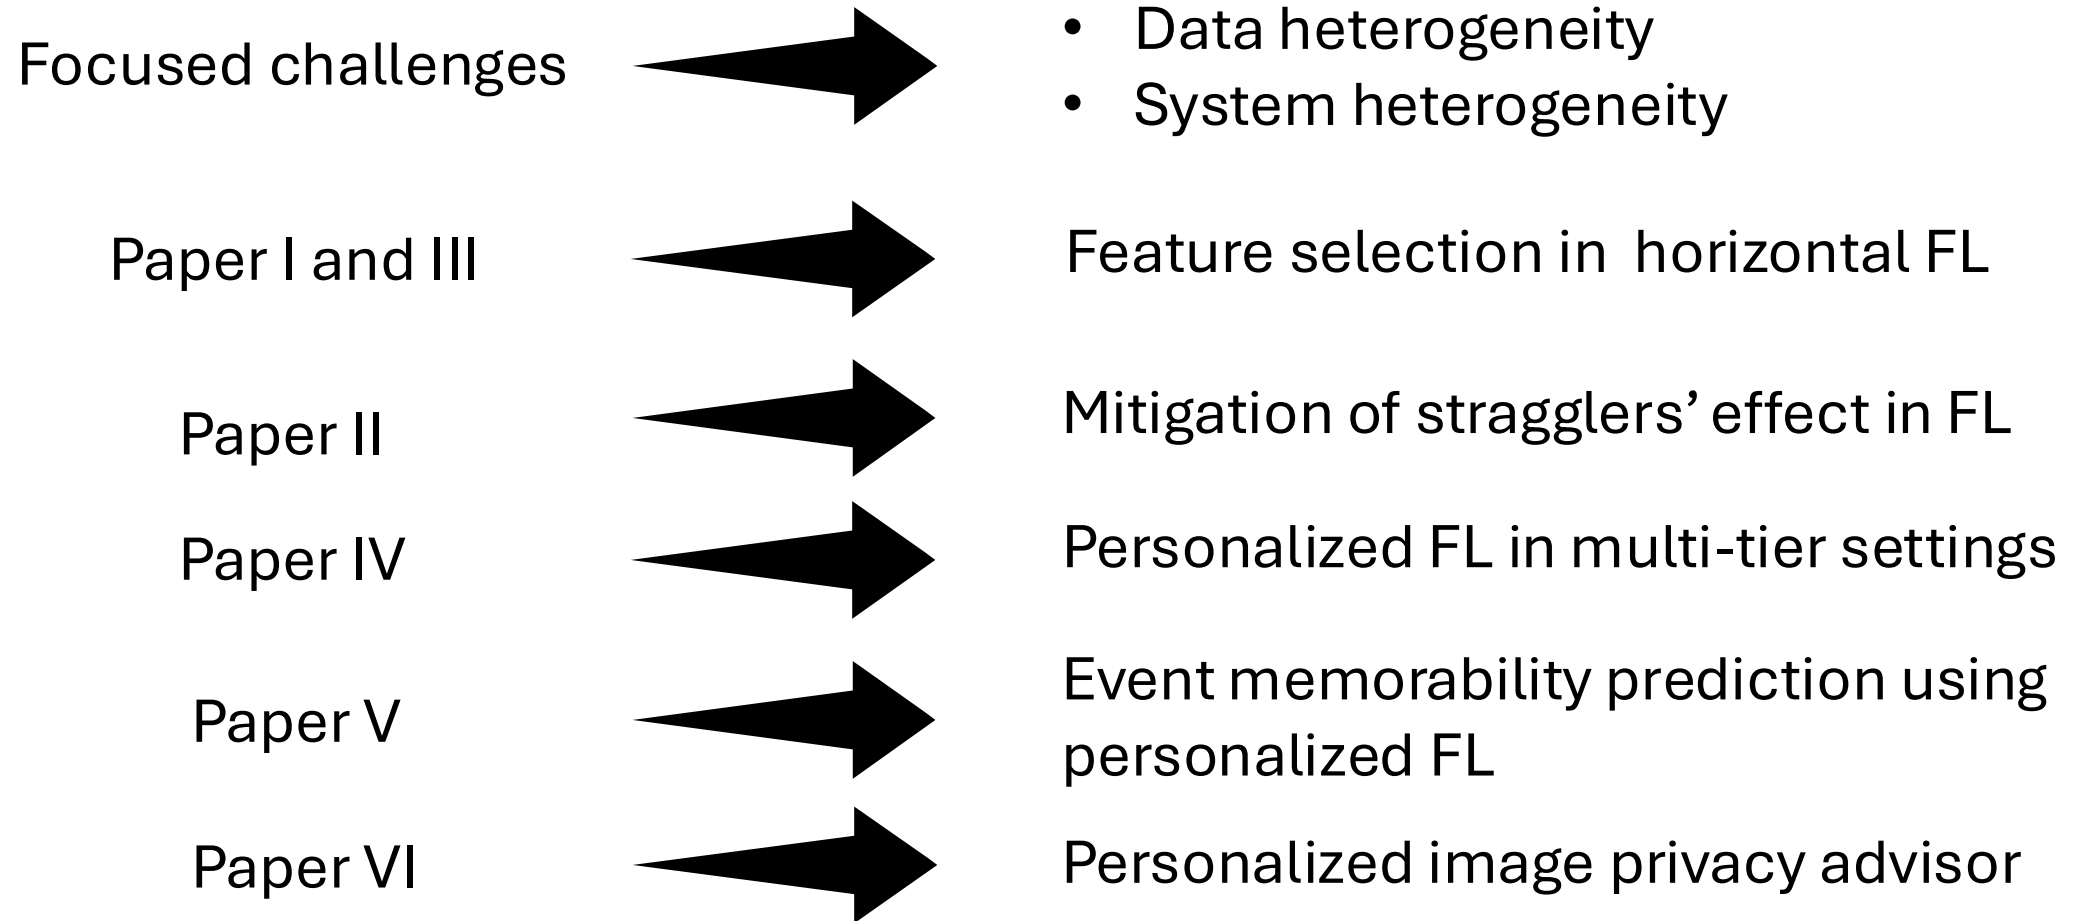 Focused challenges
• Data heterogeneity
• System heterogeneity
Paper I and III
Feature selection in horizontal FL
Paper II
Mitigation of stragglers’ effect in FL
Paper IV
Personalized FL in multi-tier settings
Paper V
Event memorability prediction using
personalized FL
Paper VI
Personalized image privacy advisor